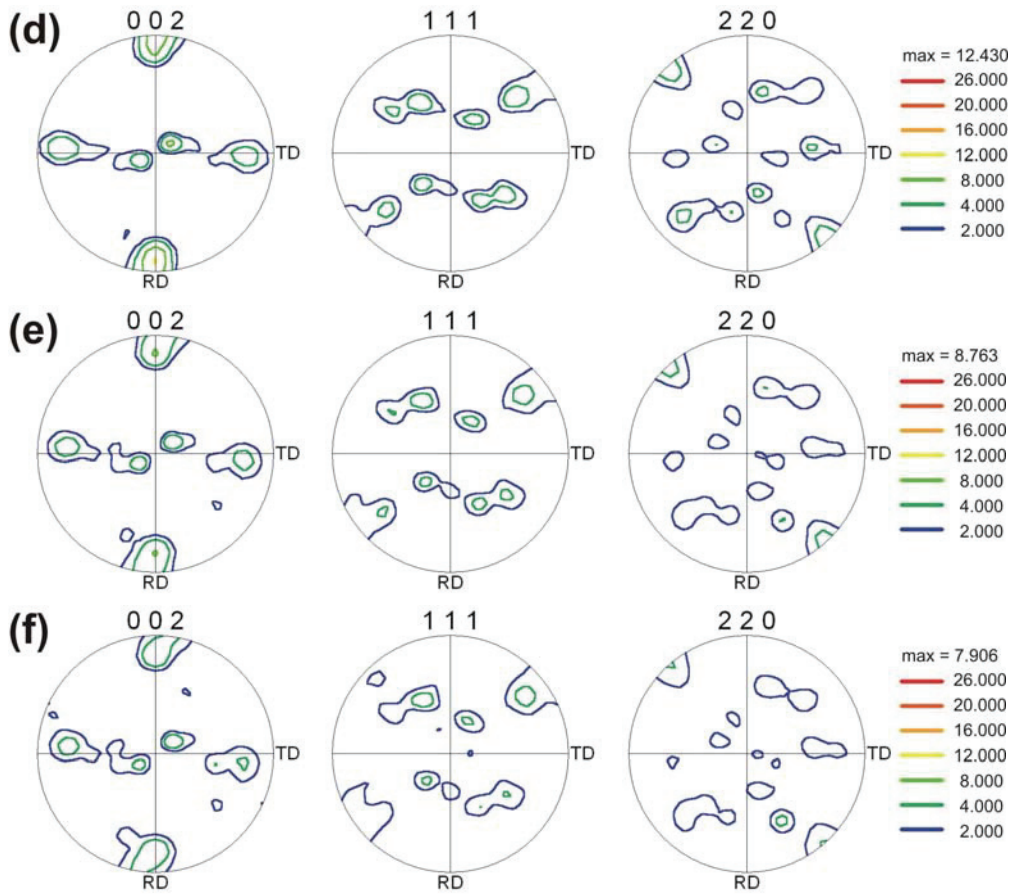 (d)
0 0 2
TD
RD
1 1 1
TD
RD
2 2 0
TD
RD
max = 12.430
26.000
20.000
16.000
12.000
8.000
4.000
2.000
(e)
0 0 2
TD
RD
1 1 1
TD
RD
2 2 0
TD
RD
max = 8.763
26.000
20.000
16.000
12.000
8.000
4.000
2.000
(f)
0 0 2
TD
RD
1 1 1
TD
RD
2 2 0
TD
RD
max = 7.906
26.000
20.000
16.000
12.000
8.000
4.000
2.000